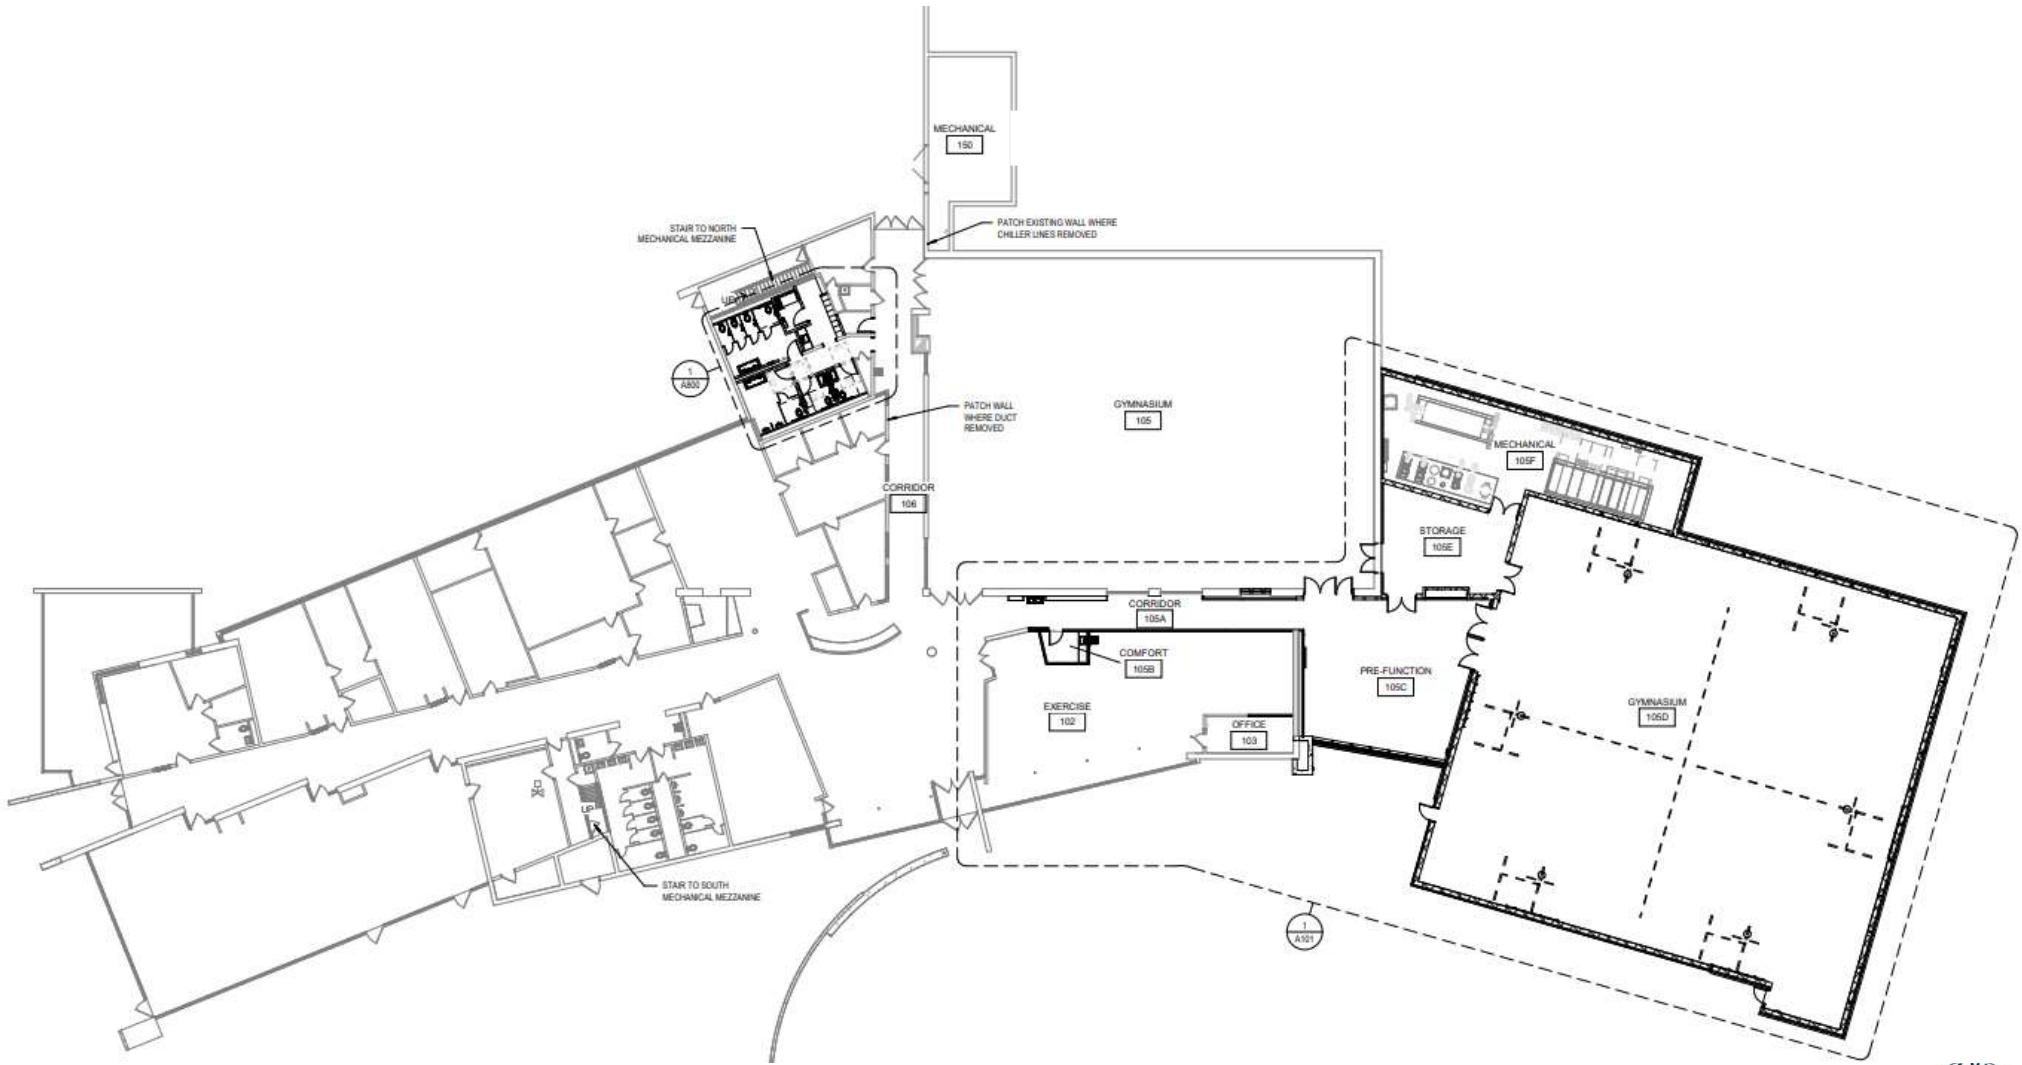 MECHANICAL
150
STAIR TO NORTH
MECHANICAL MEZZANINE
PATCH EXISTING WALL WHERE
CHILLER LINES REMOVED
UP
1
A800
GYMNASIUM
105
PATCH WALL
WHERE DUCT
REMOVED
MECHANICAL
105F
CORRIDOR
106
STORAGE
105E
CORRIDOR
105A
COMFORT
105B
PRE-FUNCTION
105C
EXERCISE
102
OFFICE
103
GYMNASIUM
105D
UP
STAIR TO SOUTH
MECHANICAL MEZZANINE
1
A101